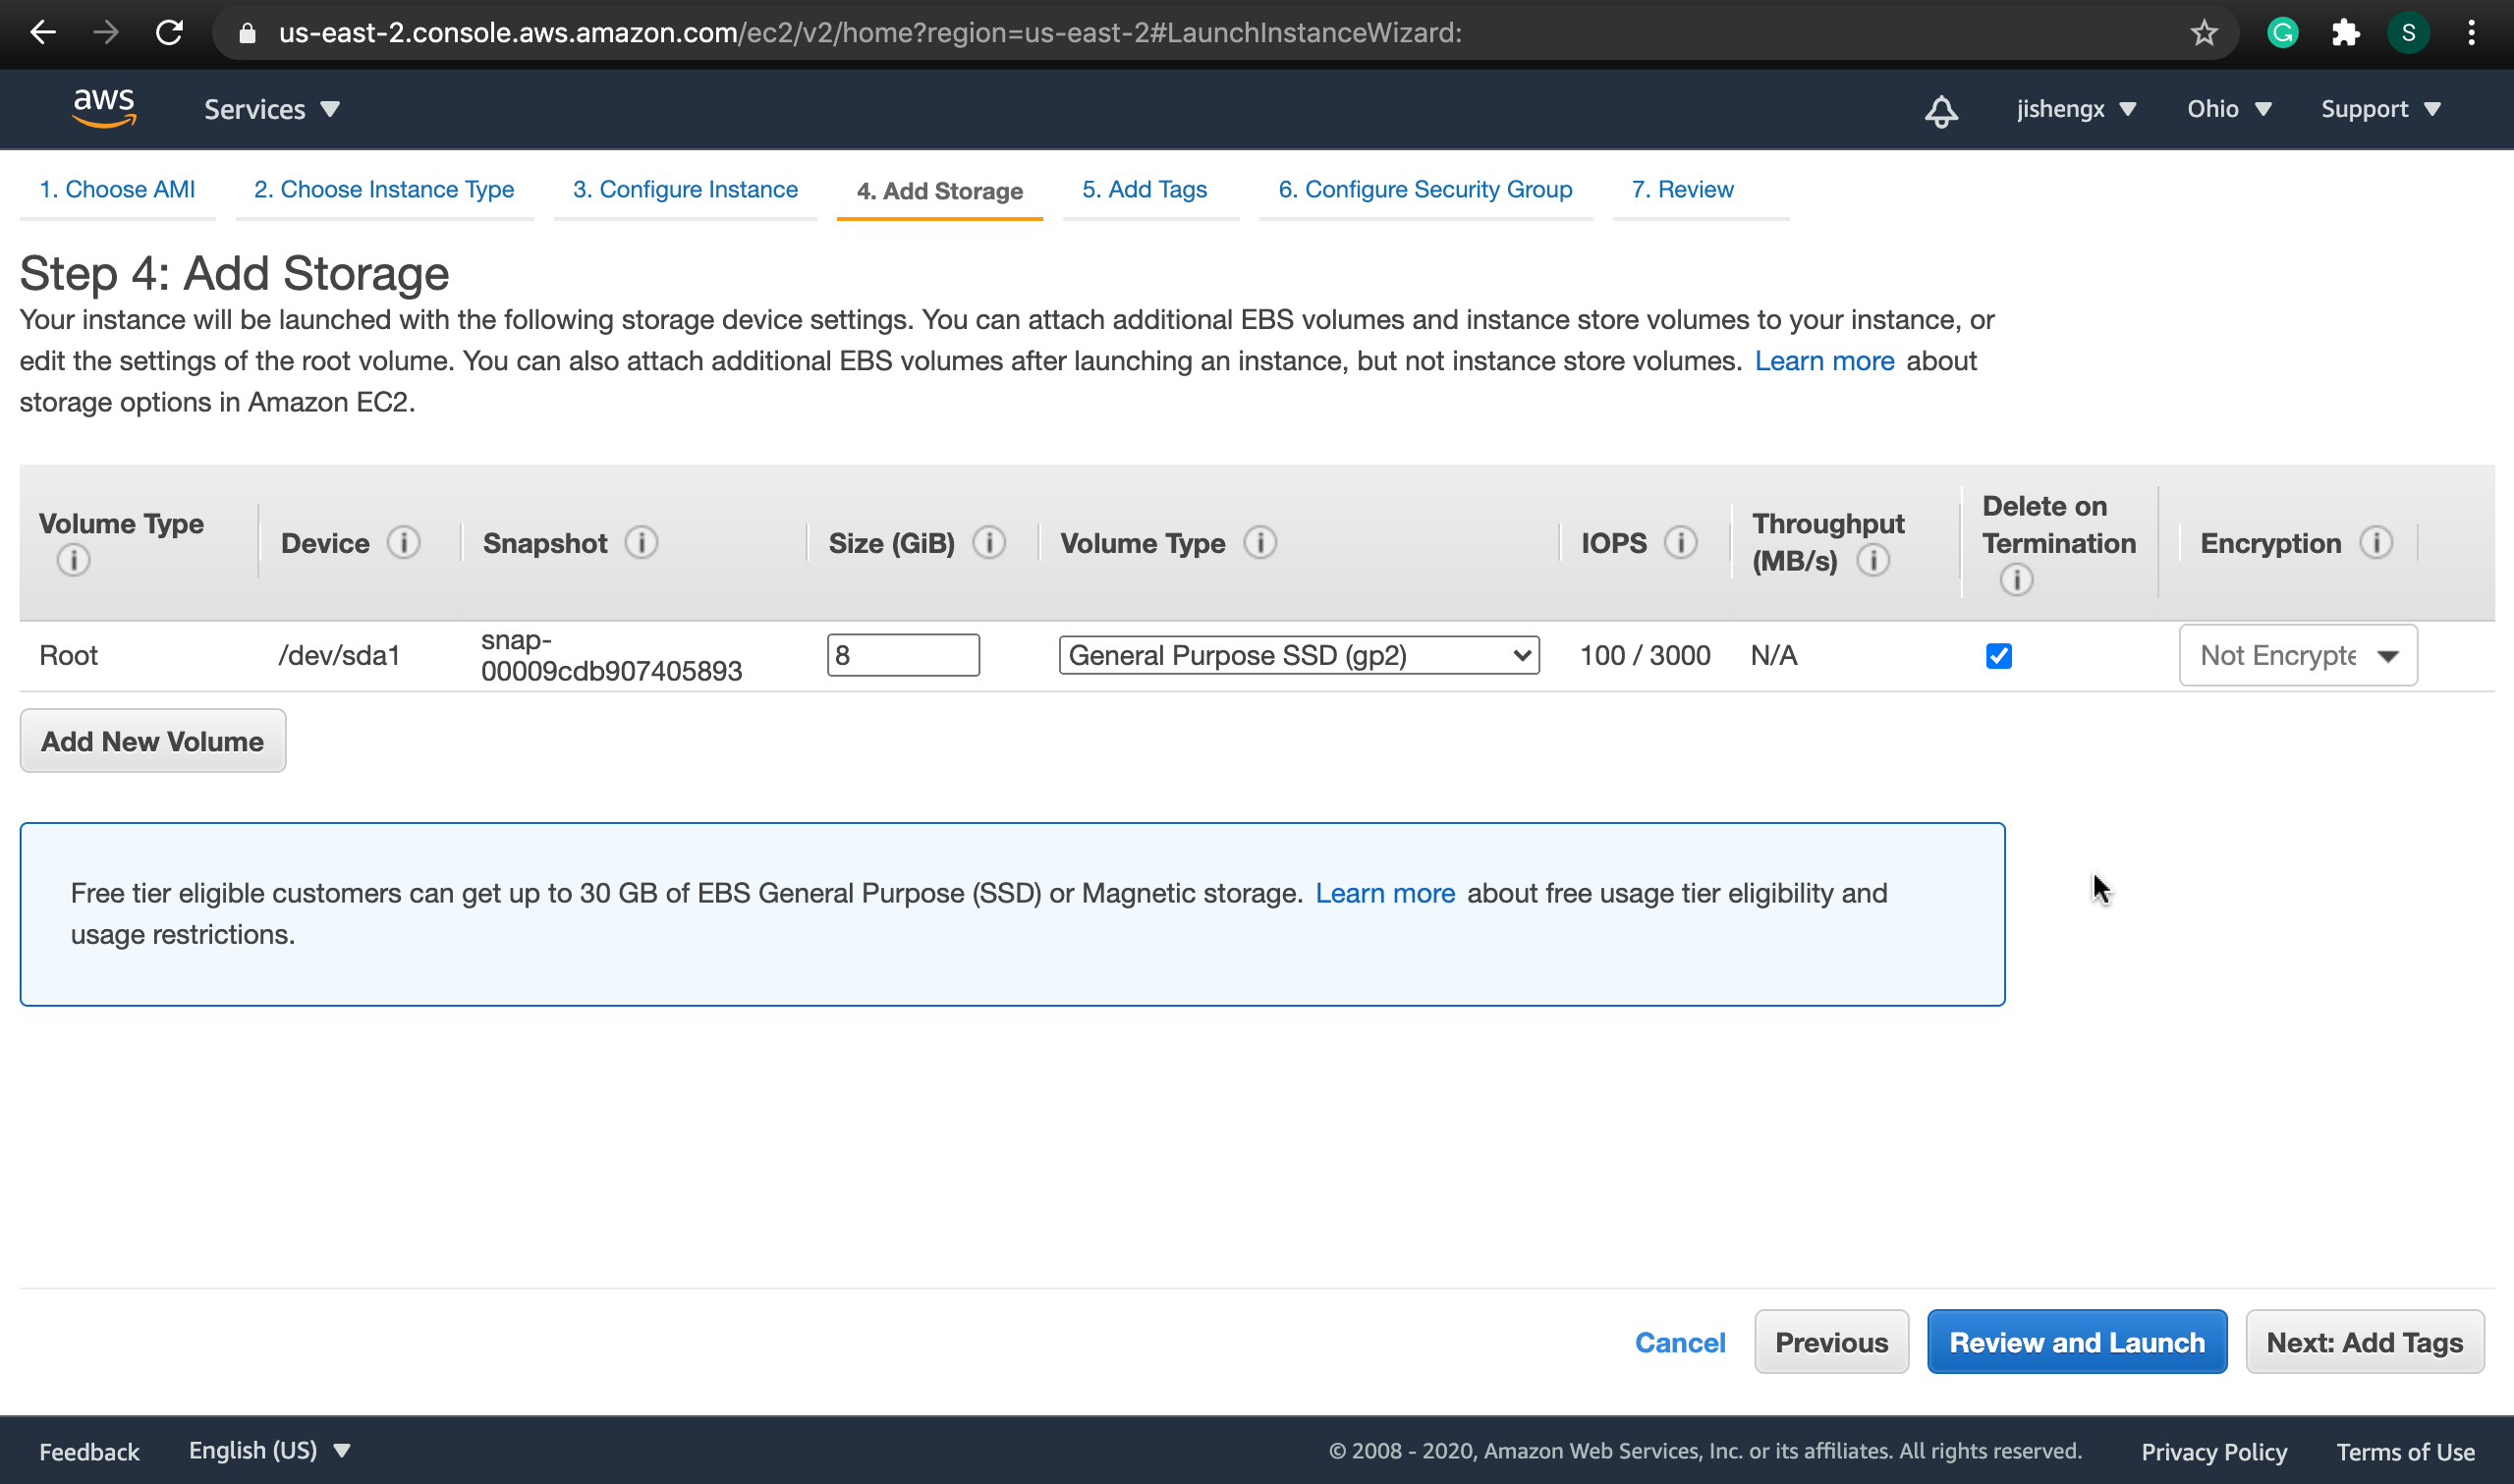 us-east-2.console.aws.amazon.com/ec2/v2/home?region=us-east-2#LaunchInstanceWizard:
G
S
aws
Services
jishengx
Ohio
Support
1. Choose AMI
2. Choose Instance Type
3. Configure Instance
4. Add Storage
5. Add Tags
6. Configure Security Group
7. Review
Step 4: Add Storage
Your instance will be launched with the following storage device settings. You can attach additional EBS volumes and instance store volumes to your instance, or
edit the settings of the root volume. You can also attach additional EBS volumes after launching an instance, but not instance store volumes. Learn more about
storage options in Amazon EC2.
Volume Type i
Device i
Snapshot i
Size (GiB) i
Volume Type i
IOPS i
Throughput
(MB/s) i
Delete on
Termination
i
Encryption i
Root
/dev/sda1
snap-
00009cdb907405893
8
General Purpose SSD (gp2)
100 / 3000
N/A
Not Encrypte
Add New Volume
Free tier eligible customers can get up to 30 GB of EBS General Purpose (SSD) or Magnetic storage. Learn more about free usage tier eligibility and
usage restrictions.
Cancel
Previous
Review and Launch
Next: Add Tags
Feedback
English (US)
© 2008 - 2020, Amazon Web Services, Inc. or its affiliates. All rights reserved.
Privacy Policy
Terms of Use